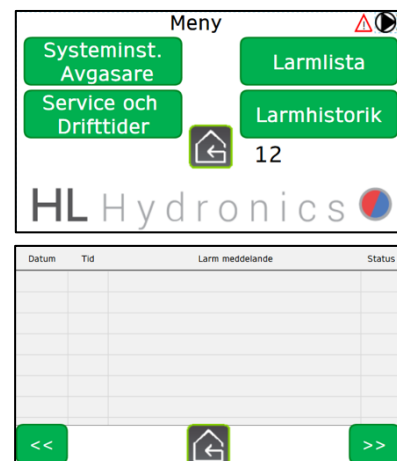 Meny
Systeminst.
Avgasare
Larmlista
Service och
Drifttider
Larmhistorik
12
HL Hydronics
Datum Tid Larm meddelande Status
<< >>